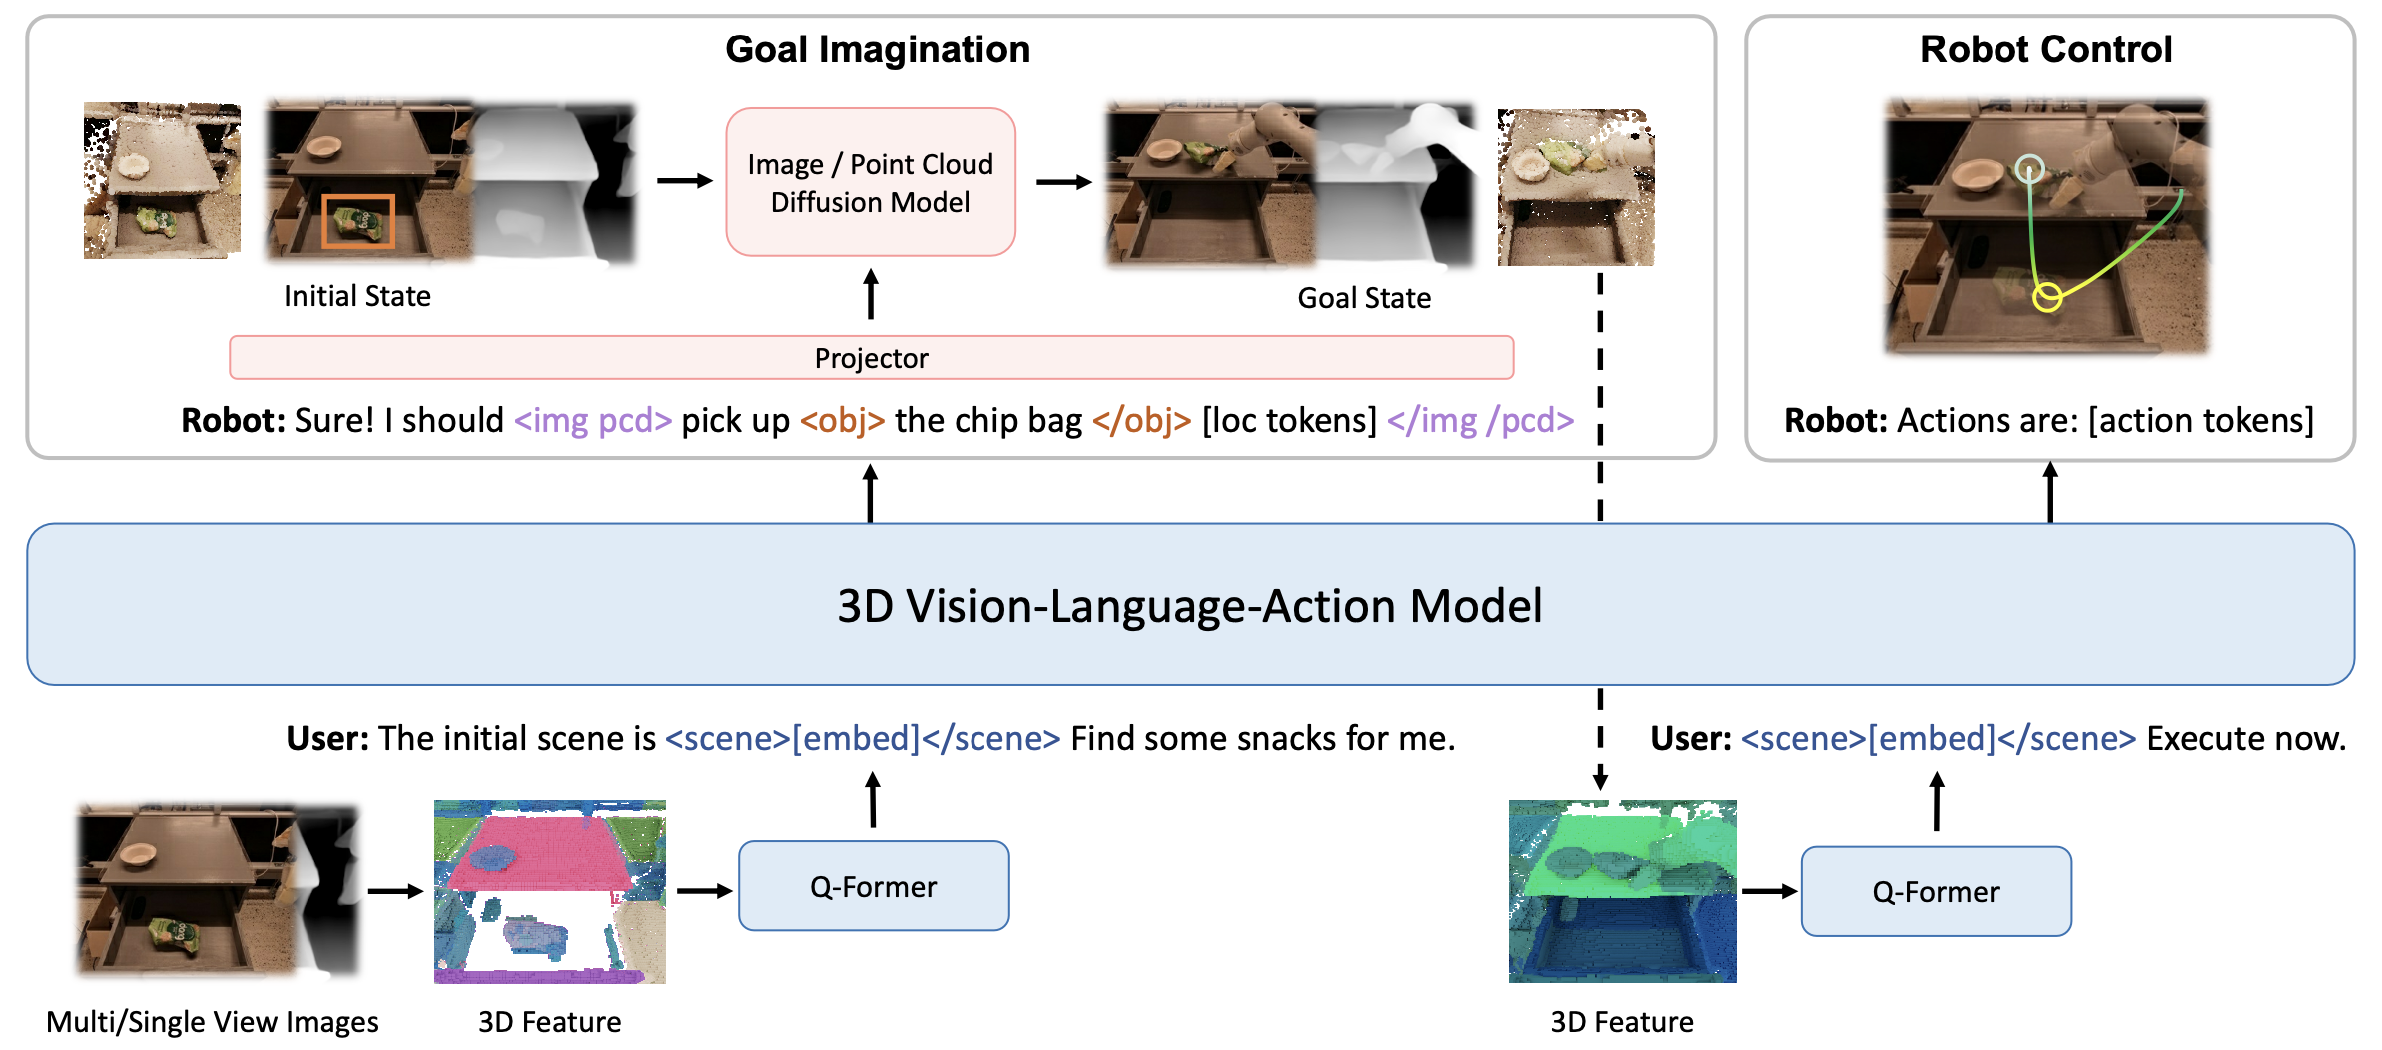 Goal Imagination
Robot Control
Image / Point Cloud
Diffusion Model
Initial State
Goal State
Projector
Robot: Sure! I should <img pcd> pick up <obj> the chip bag </obj> [loc tokens] </img /pcd>
Robot: Actions are: [action tokens]
3D Vision-Language-Action Model
User: The initial scene is <scene>[embed]</scene> Find some snacks for me.
User: <scene>[embed]</scene> Execute now.
Q-Former
Q-Former
Multi/Single View Images
3D Feature
3D Feature